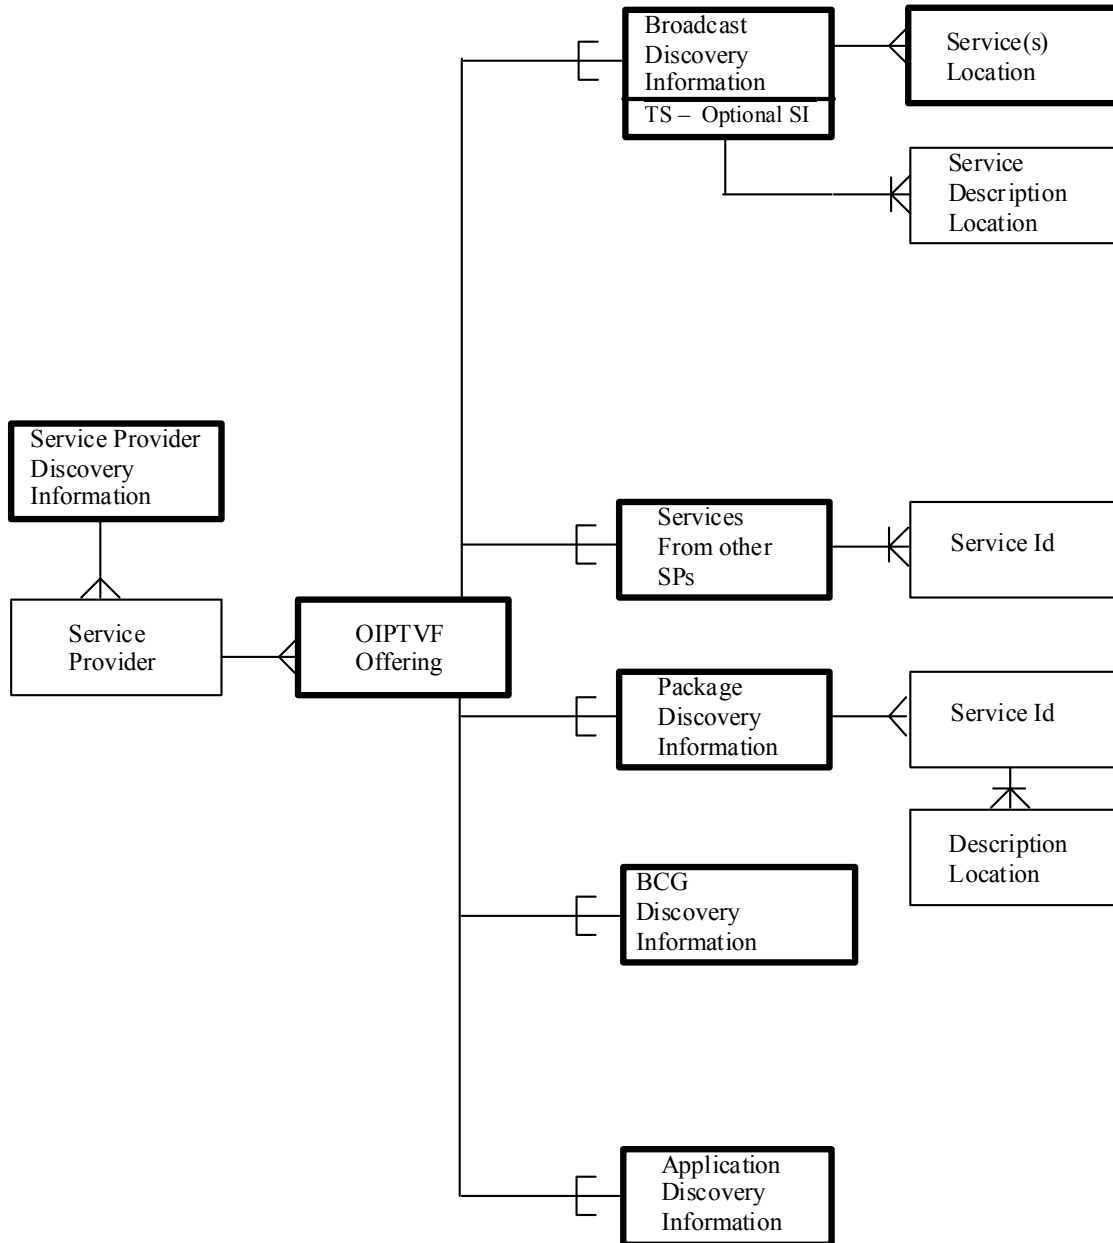 Broadcast
Discovery
Information
TS – Optional SI
Service(s)
Location
Service
Description
Location
Service Provider
Discovery
Information
Services
From other
SPs
Service Id
Service
Provider
OIPTVF
Offering
Package
Discovery
Information
Service Id
Description
Location
BCG
Discovery
Information
Application
Discovery
Information